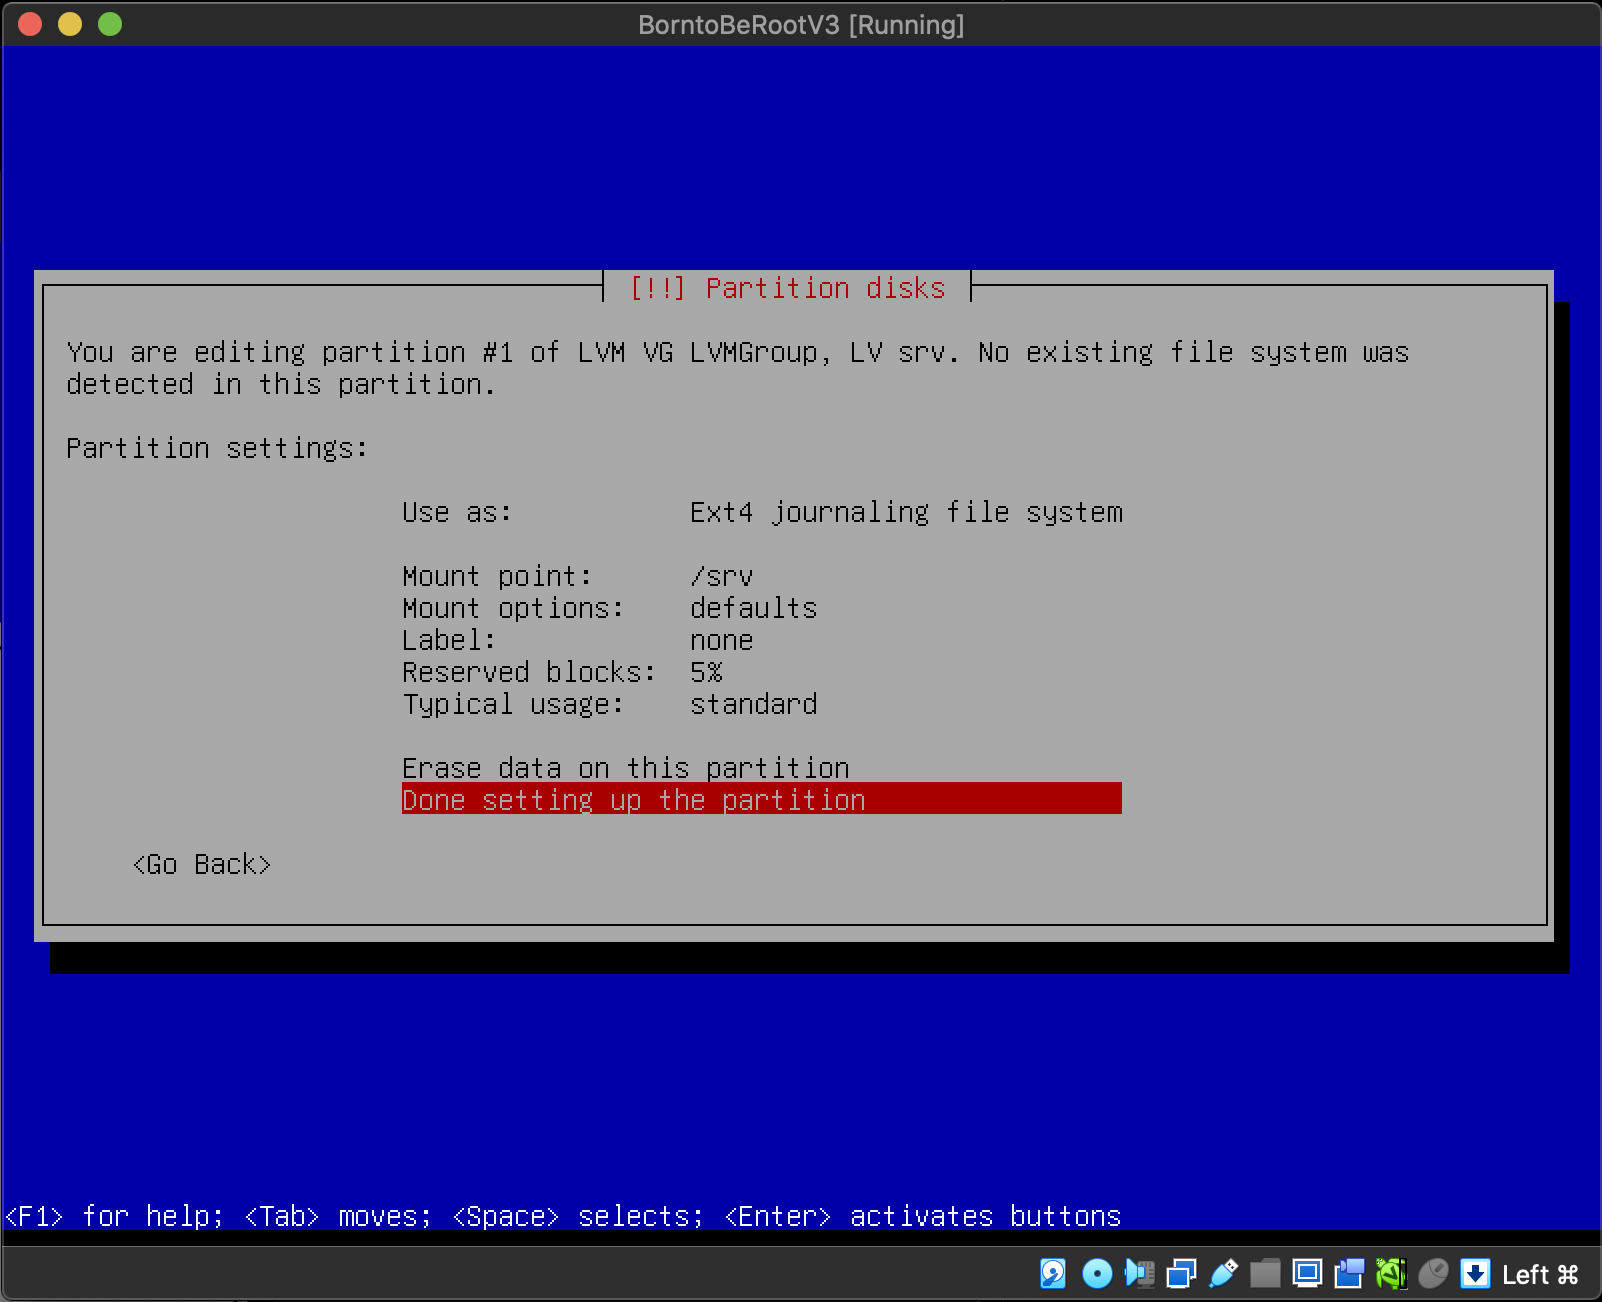 BorntoBeRootV3 [Running]
[!!] Partition disks
You are editing partition #1 of LVM VG LVMGroup, LV srv. No existing file system was
detected in this partition.
Partition settings:
Use as: Ext4 journaling file system
Mount point: /srv
Mount options: defaults
Label: none
Reserved blocks: 5%
Typical usage: standard
Erase data on this partition
Done setting up the partition
<Go Back>
<F1> for help; <Tab> moves; <Space> selects; <Enter> activates buttons
Left ⌘